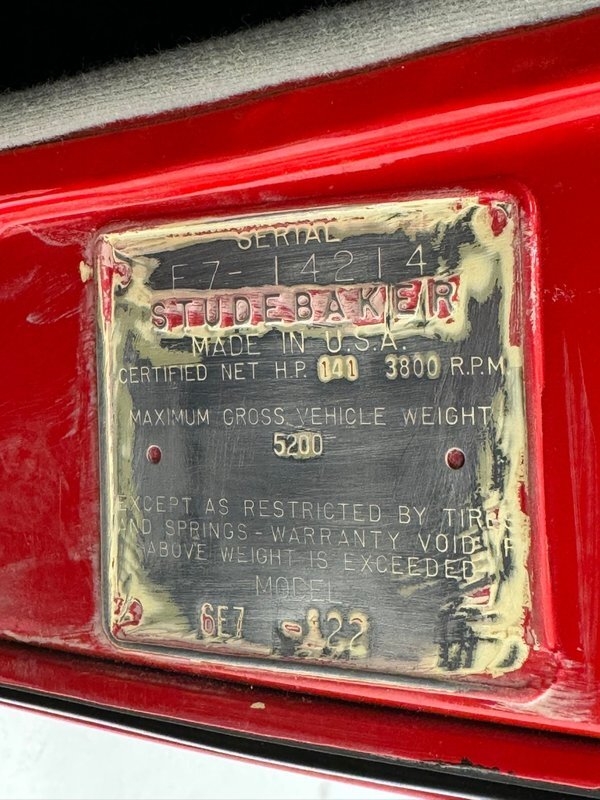 SERIAL
E7-14214
STUDEBAKER
MADE IN U.S.A.
CERTIFIED NET H.P. 141 3800 R.P.M
MAXIMUM GROSS VEHICLE WEIGHT
5200
EXCEPT AS RESTRICTED BY TIRES
AND SPRINGS-WARRANTY VOID IF
ABOVE WEIGHT IS EXCEEDED
MODEL
6E7 -122